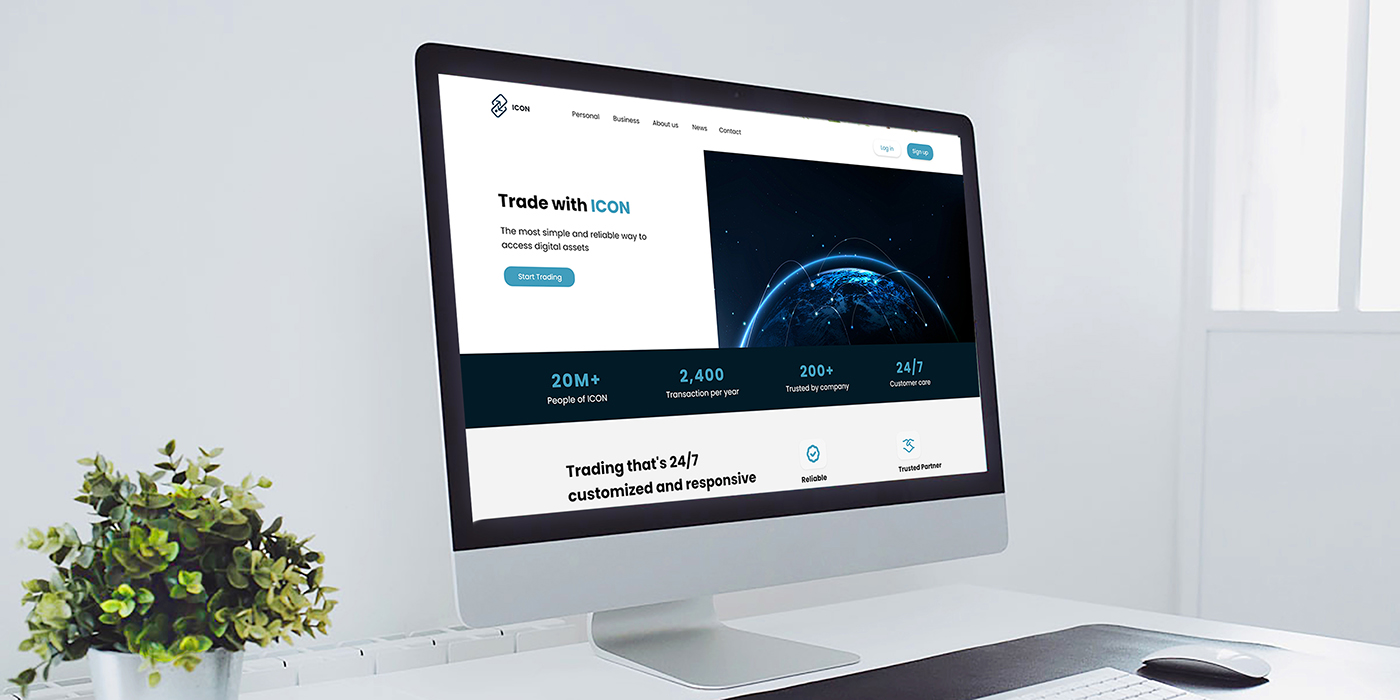 ICON
Personal Business About us News Contact
Log in Sign up
Trade with ICON
The most simple and reliable way to
access digital assets
Start Trading
20M+ 2,400 200+ 24/7
People of ICON Transaction per year Trusted by company Customer care
Trading that's 24/7
customized and responsive
Reliable Trusted Partner